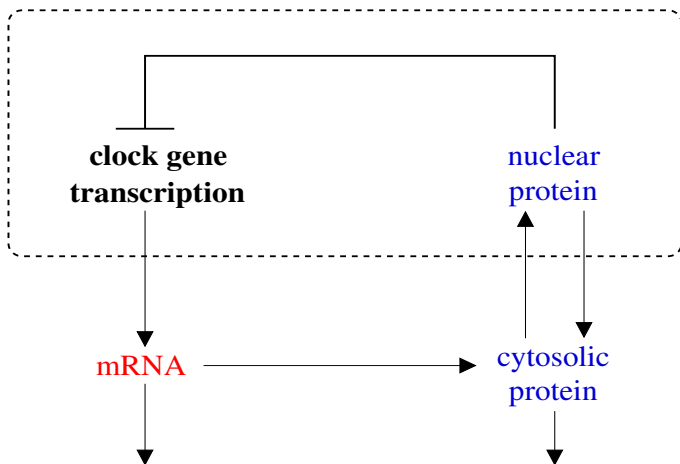 clock gene
transcription
nuclear
protein
mRNA
cytosolic
protein